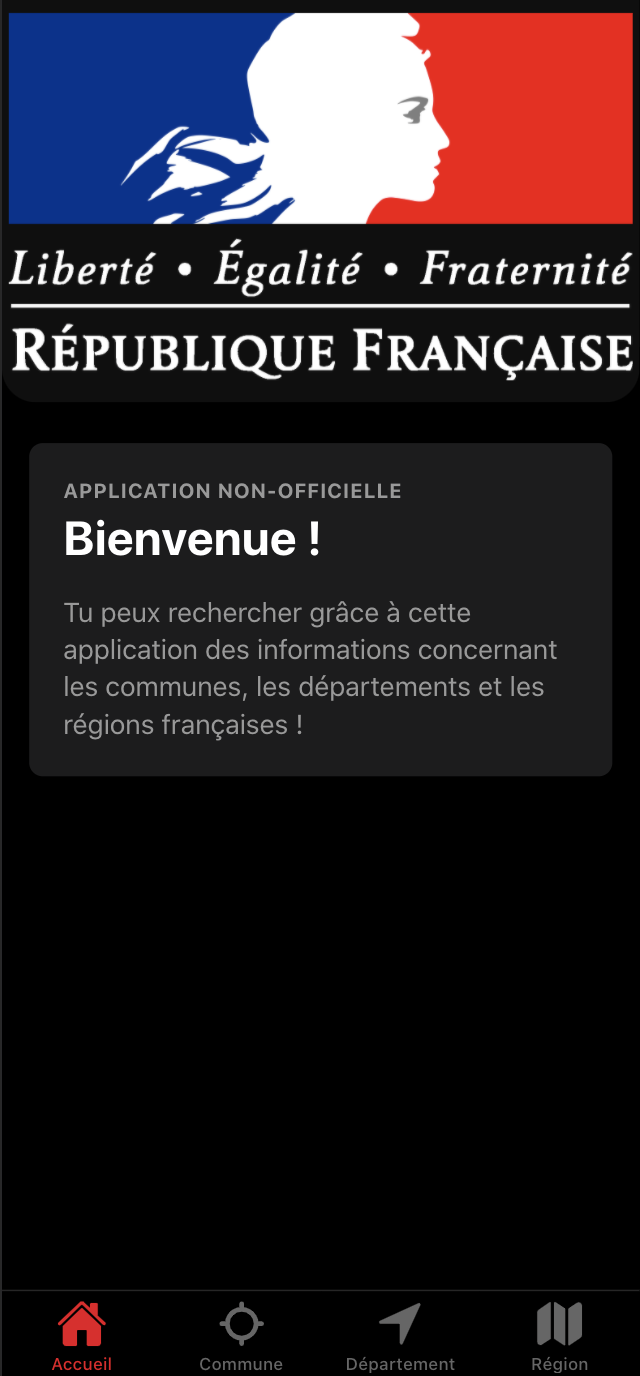 Liberté • Égalité • Fraternité
RÉPUBLIQUE FRANÇAISE
APPLICATION NON-OFFICIELLE
Bienvenue !
Tu peux rechercher grâce à cette
application des informations concernant
les communes, les départements et les
régions françaises !
Accueil Commune Département Région